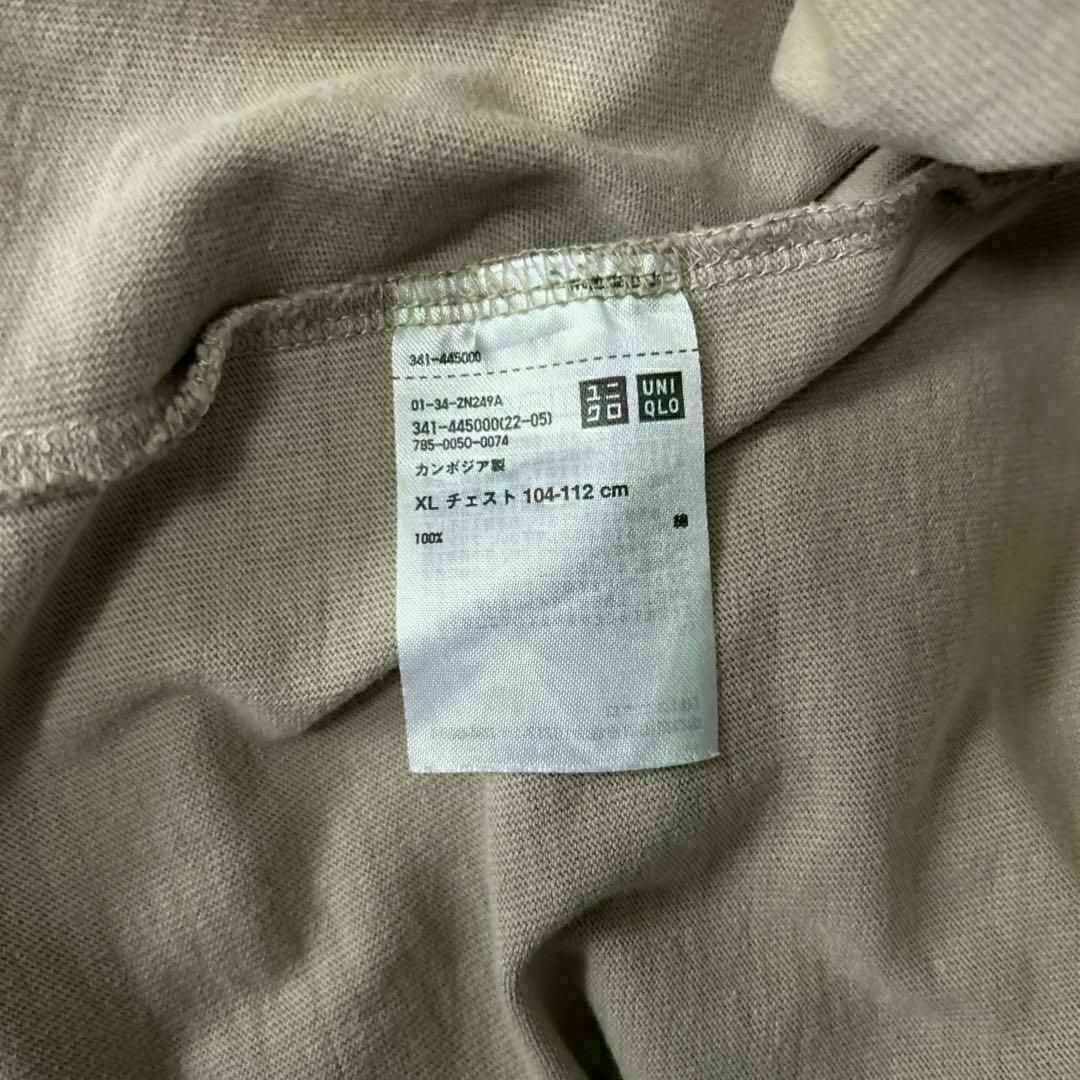 341-445000
01-34-2N249A
ユニクロ
UNIQLO
341-445000(22-05)
785-0050-0074
カンボジア製
XL チェスト 104-112 cm
綿
100%